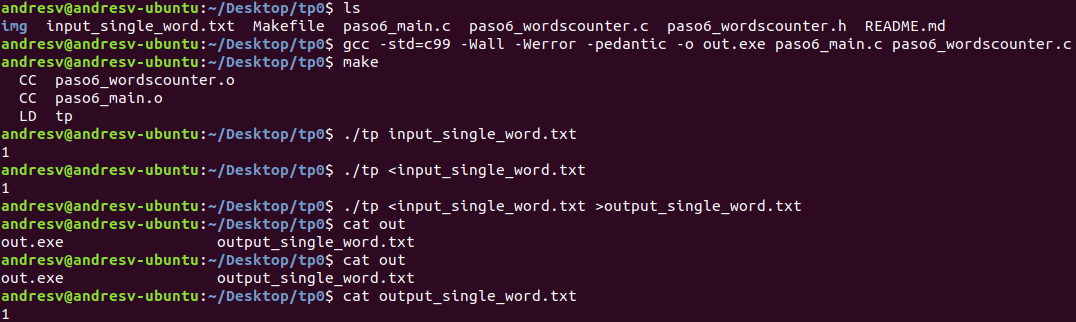 andresv@andresv-ubuntu:~/Desktop/tp0$ ls
img  input_single_word.txt  Makefile  paso6_main.c  paso6_wordscounter.c  paso6_wordscounter.h  README.md
andresv@andresv-ubuntu:~/Desktop/tp0$ gcc -std=c99 -Wall -Werror -pedantic -o out.exe paso6_main.c paso6_wordscounter.c
andresv@andresv-ubuntu:~/Desktop/tp0$ make
  CC  paso6_wordscounter.o
  CC  paso6_main.o
  LD  tp
andresv@andresv-ubuntu:~/Desktop/tp0$ ./tp input_single_word.txt
1
andresv@andresv-ubuntu:~/Desktop/tp0$ ./tp <input_single_word.txt
1
andresv@andresv-ubuntu:~/Desktop/tp0$ ./tp <input_single_word.txt >output_single_word.txt
andresv@andresv-ubuntu:~/Desktop/tp0$ cat out
out.exe                 output_single_word.txt
andresv@andresv-ubuntu:~/Desktop/tp0$ cat out
out.exe                 output_single_word.txt
andresv@andresv-ubuntu:~/Desktop/tp0$ cat output_single_word.txt
1